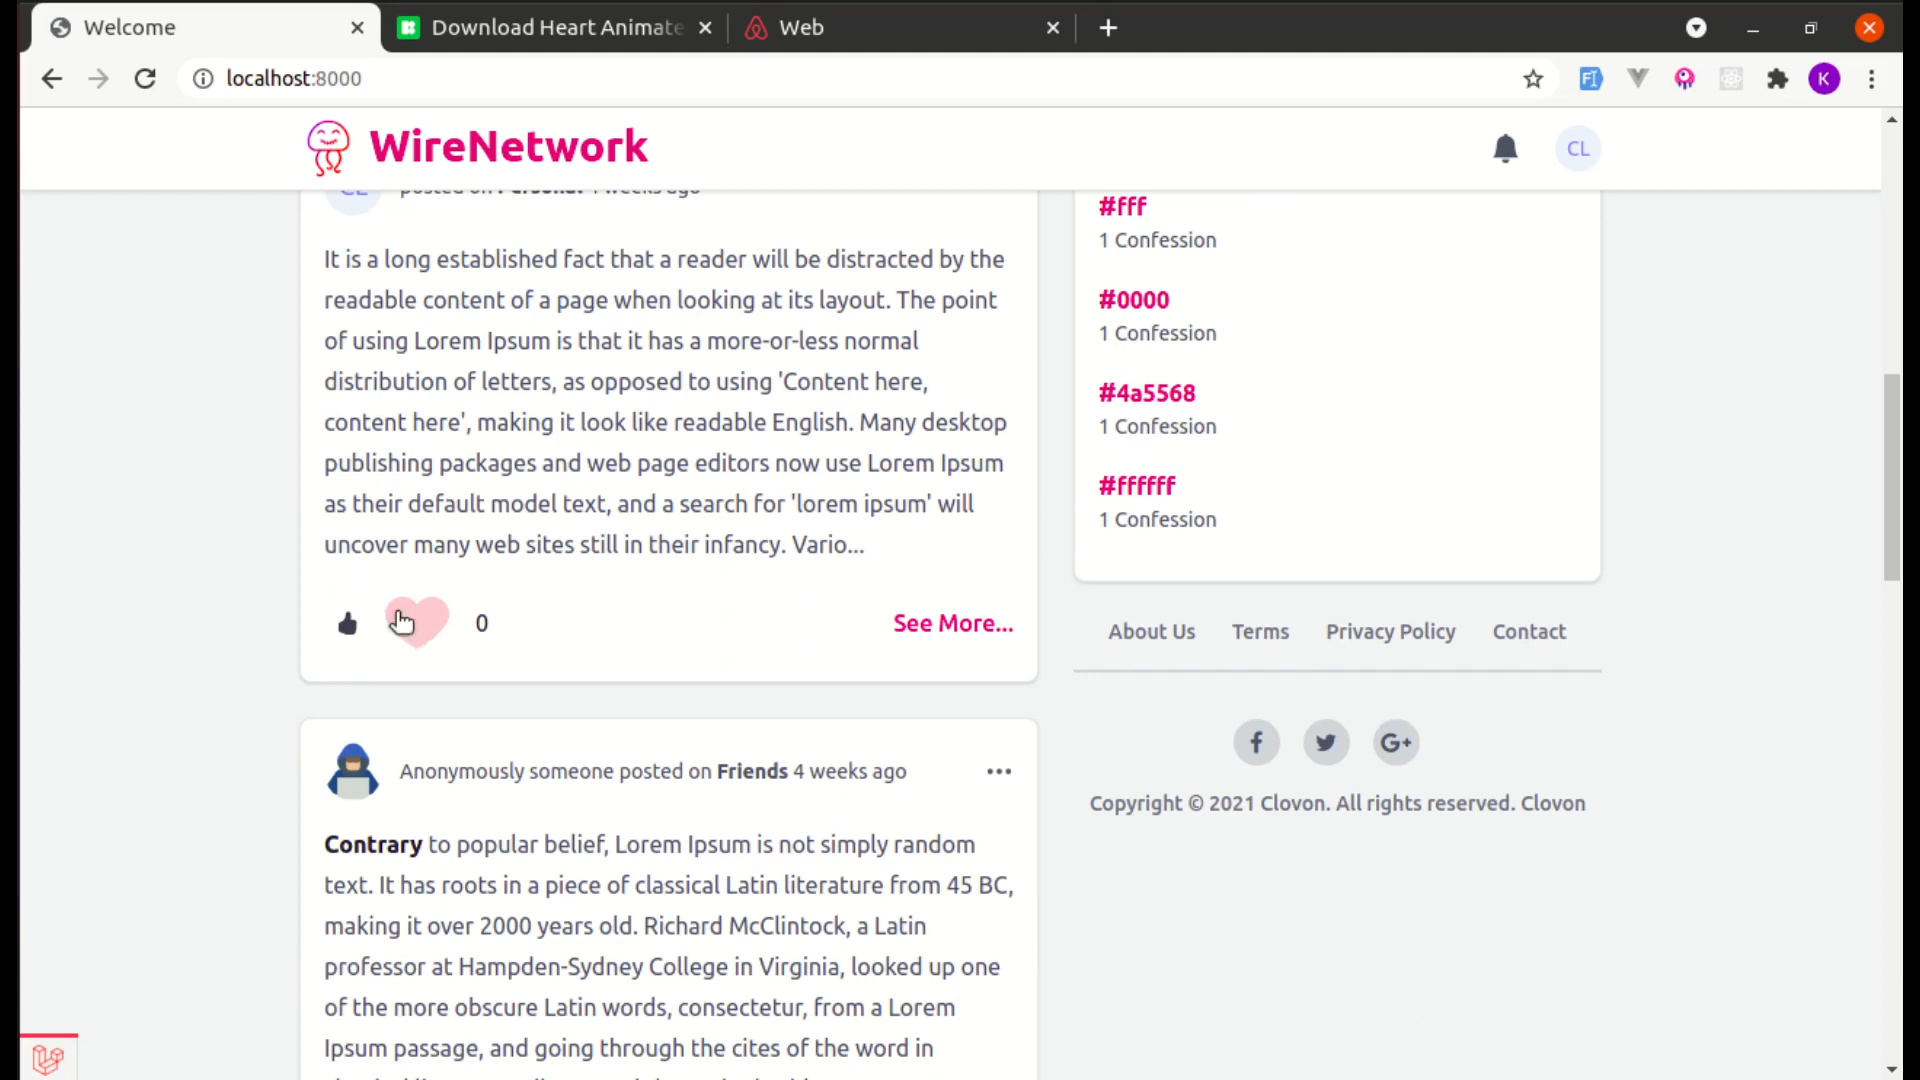 Welcome
Download Heart Animate
Web
localhost:8000
WireNetwork
CL
CL
posted on Personal 4 weeks ago
It is a long established fact that a reader will be distracted by the
readable content of a page when looking at its layout. The point
of using Lorem Ipsum is that it has a more-or-less normal
distribution of letters, as opposed to using 'Content here,
content here', making it look like readable English. Many desktop
publishing packages and web page editors now use Lorem Ipsum
as their default model text, and a search for 'lorem ipsum' will
uncover many web sites still in their infancy. Vario...
0
See More...
Anonymously someone posted on Friends 4 weeks ago
Contrary to popular belief, Lorem Ipsum is not simply random
text. It has roots in a piece of classical Latin literature from 45 BC,
making it over 2000 years old. Richard McClintock, a Latin
professor at Hampden-Sydney College in Virginia, looked up one
of the more obscure Latin words, consectetur, from a Lorem
Ipsum passage, and going through the cites of the word in
#fff
1 Confession
#0000
1 Confession
#4a5568
1 Confession
#ffffff
1 Confession
About Us
Terms
Privacy Policy
Contact
Copyright © 2021 Clovon. All rights reserved. Clovon
K